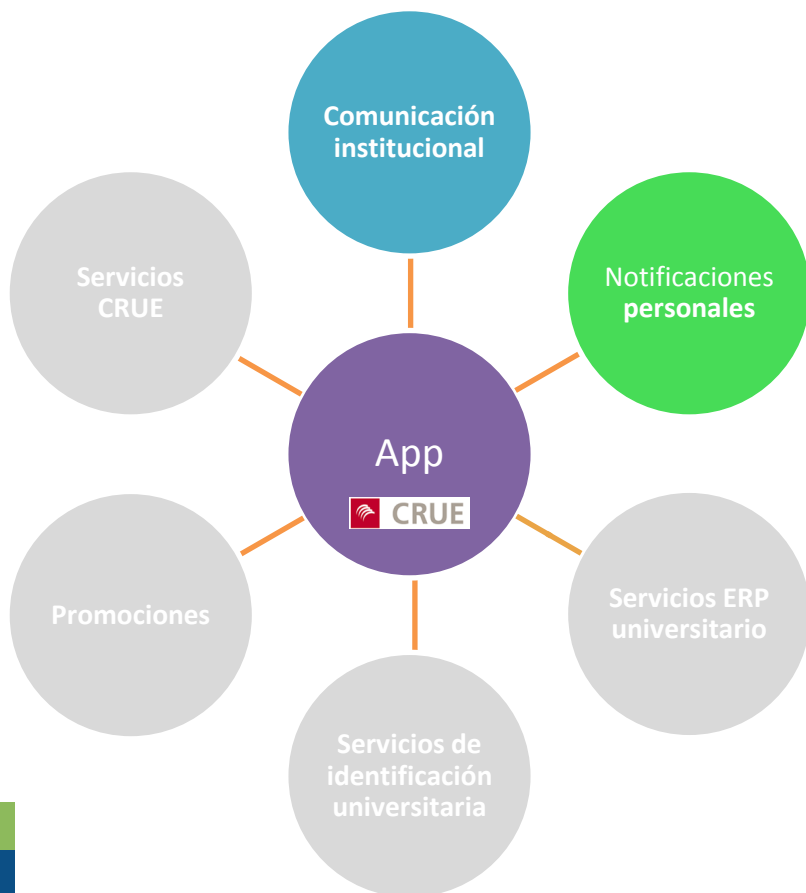 Comunicación
institucional
Notificaciones
personales
Servicios
CRUE
App
CRUE
Promociones
Servicios ERP
universitario
Servicios de
identificación
universitaria